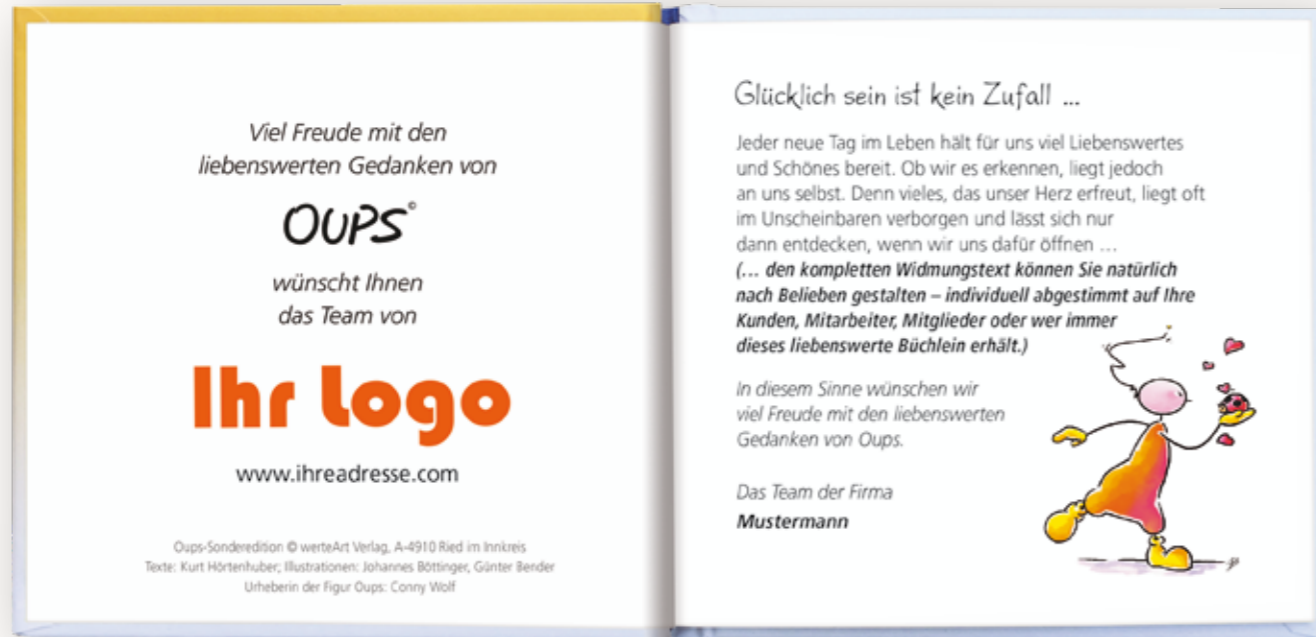 Viel Freude mit den
liebenswerten Gedanken von
OUPS©
wünscht Ihnen
das Team von
Ihr Logo
www.ihreadresse.com
Oups-Sonderedition © werteArt Verlag, A-4910 Ried im Innkreis
Texte: Kurt Hörtenhuber; Illustrationen: Johannes Böttinger, Günter Bender
Urheberin der Figur Oups: Conny Wolf
Glücklich sein ist kein Zufall ...
Jeder neue Tag im Leben hält für uns viel Liebenswertes
und Schönes bereit. Ob wir es erkennen, liegt jedoch
an uns selbst. Denn vieles, das unser Herz erfreut, liegt oft
im Unscheinbaren verborgen und lässt sich nur
dann entdecken, wenn wir uns dafür öffnen ...
(... den kompletten Widmungstext können Sie natürlich
nach Belieben gestalten – individuell abgestimmt auf Ihre
Kunden, Mitarbeiter, Mitglieder oder wer immer
dieses liebenswerte Büchlein erhält.)
In diesem Sinne wünschen wir
viel Freude mit den liebenswerten
Gedanken von Oups.
Das Team der Firma
Mustermann